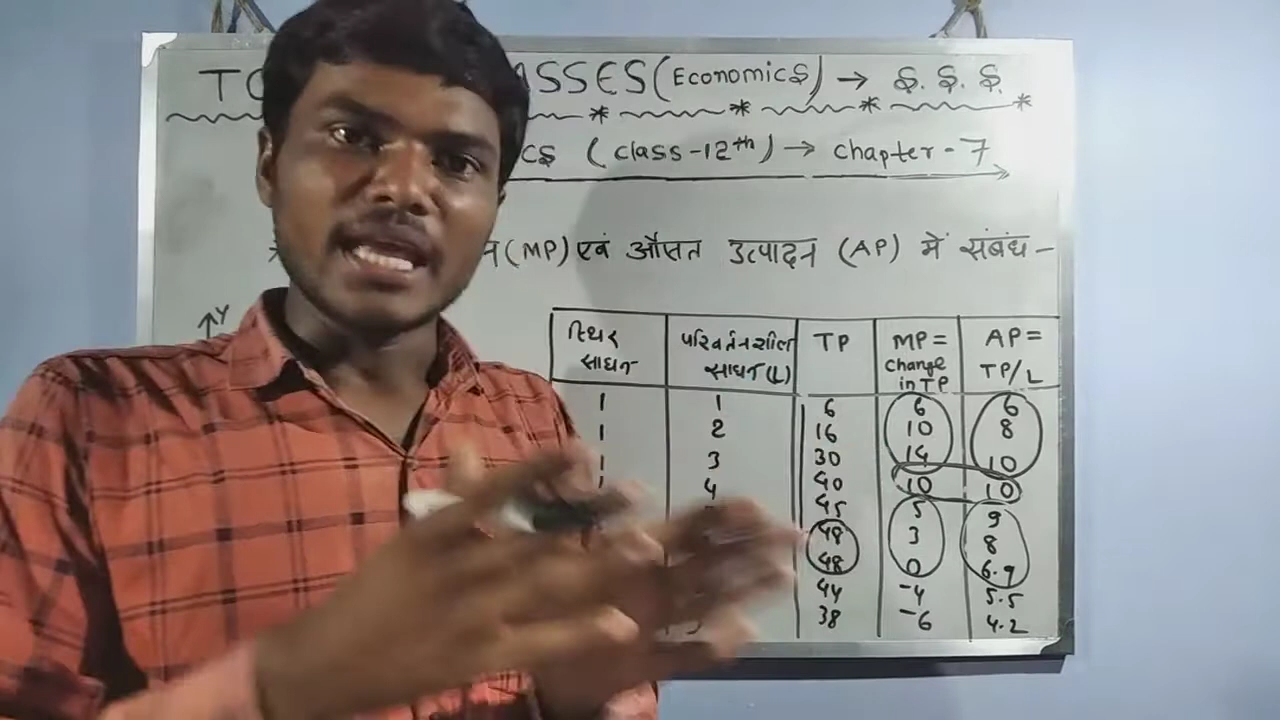 ASSES (Economics) → S. S. S.
(class-12th) → chapter-7
(MP) एवं औसत उत्पादन (AP) में संबंध-
Y
स्थिर साधन परिवर्तनशील साधन (L) TP MP = change in TP AP = TP/L
1 1 6 6 6
1 2 16 10 8
1 3 30 14 10
4 40 10 10
45 5 9
48 3 8
48 0 6.9
44 -4 5.5
38 -6 4.2